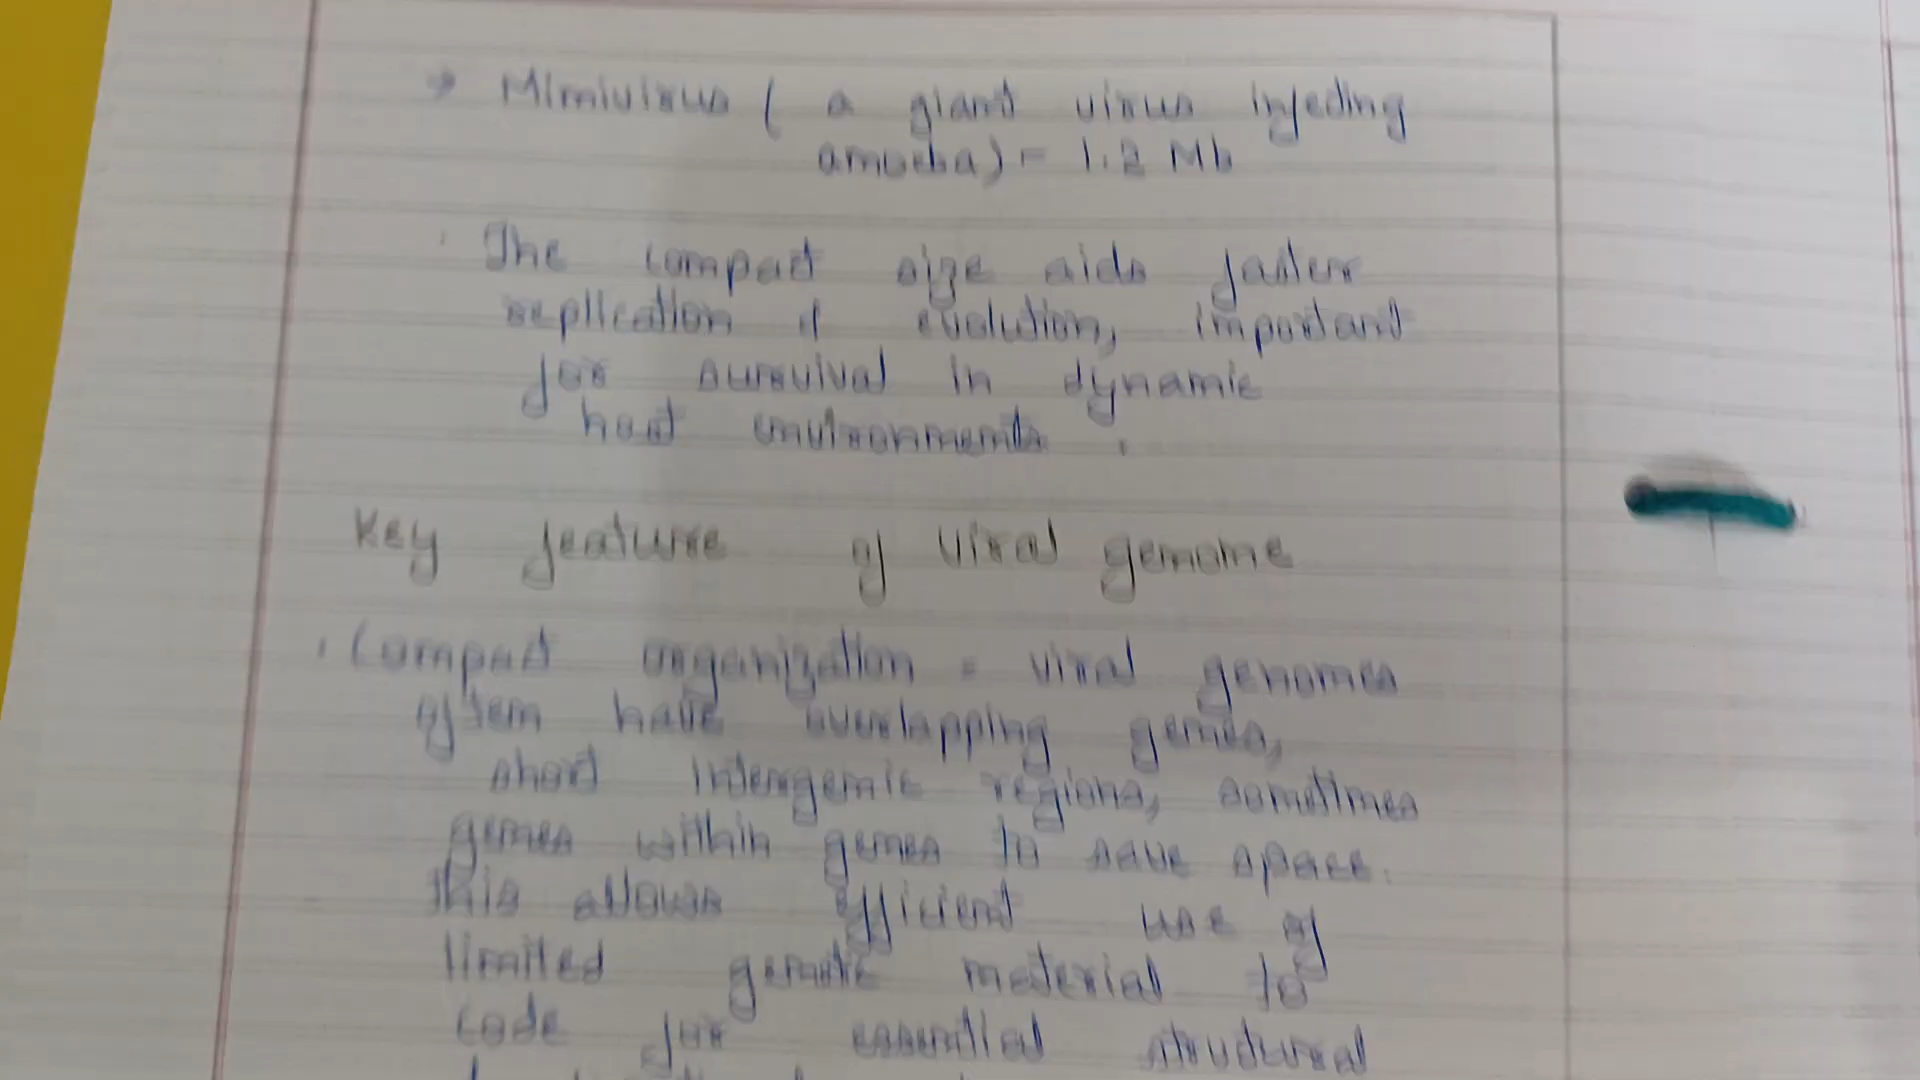 → Mimivirus ( a giant virus infecting
amoeba) = 1.2 Mb
The compact size aids faster
replication & evolution, important
for survival in dynamic
host environments.
Key feature of viral genome
· Compact organization = viral genomes
often have overlapping genes,
short intergenic regions, sometimes
genes within genes to save space.
this allows efficient use of
limited genetic material to
code for essential structural